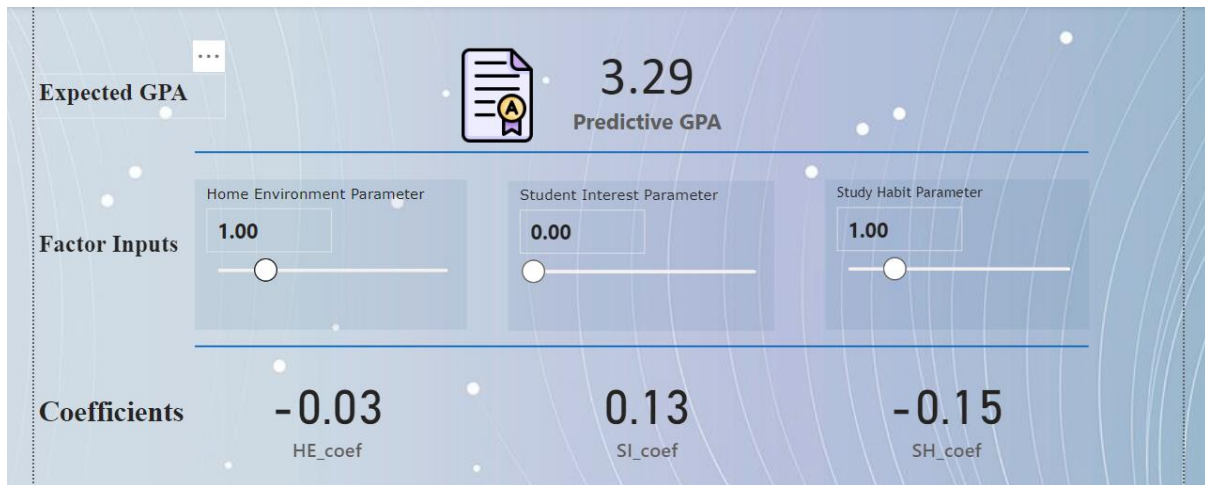 ...
Expected GPA
A
3.29
Predictive GPA
Factor Inputs
Home Environment Parameter
1.00
Student Interest Parameter
0.00
Study Habit Parameter
1.00
Coefficients
-0.03
HE_coef
0.13
SI_coef
-0.15
SH_coef